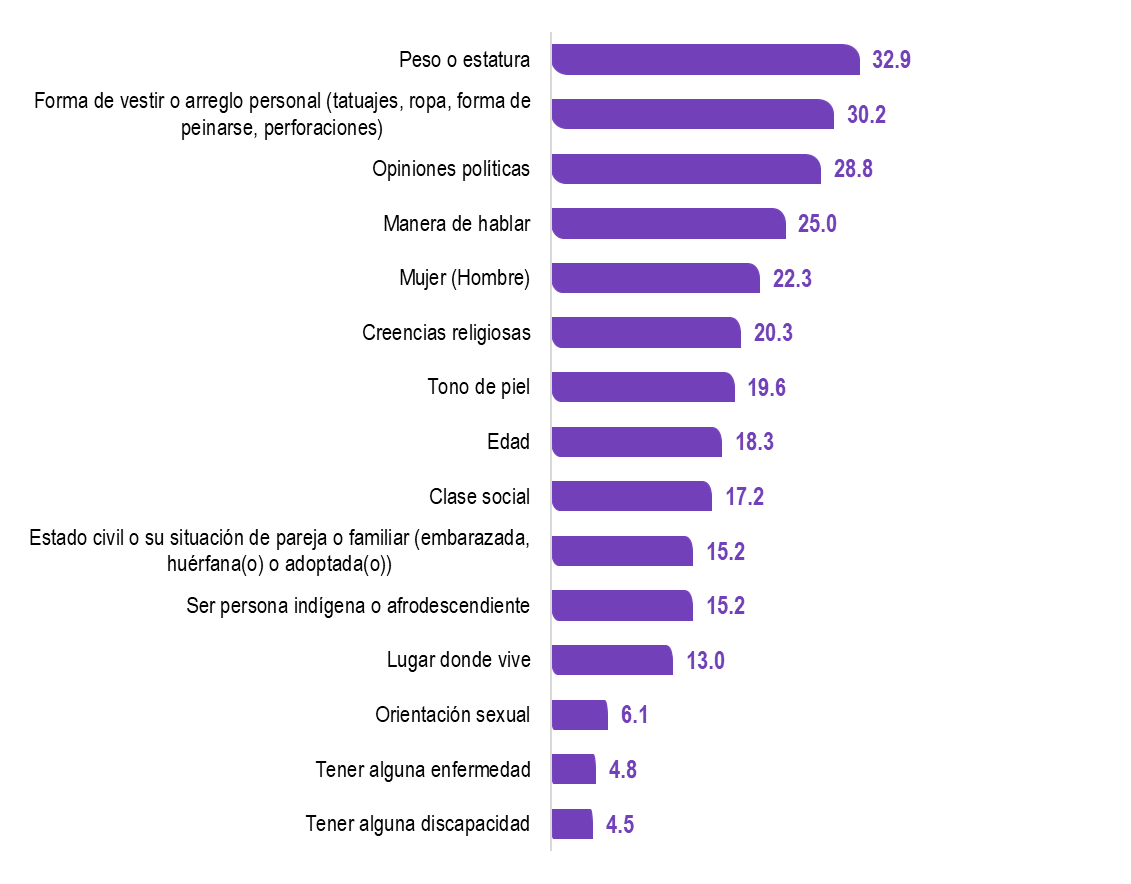 Peso o estatura 32.9
Forma de vestir o arreglo personal (tatuajes, ropa, forma de
peinarse, perforaciones) 30.2
Opiniones políticas 28.8
Manera de hablar 25.0
Mujer (Hombre) 22.3
Creencias religiosas 20.3
Tono de piel 19.6
Edad 18.3
Clase social 17.2
Estado civil o su situación de pareja o familiar (embarazada,
huérfana(o) o adoptada(o)) 15.2
Ser persona indígena o afrodescendiente 15.2
Lugar donde vive 13.0
Orientación sexual 6.1
Tener alguna enfermedad 4.8
Tener alguna discapacidad 4.5